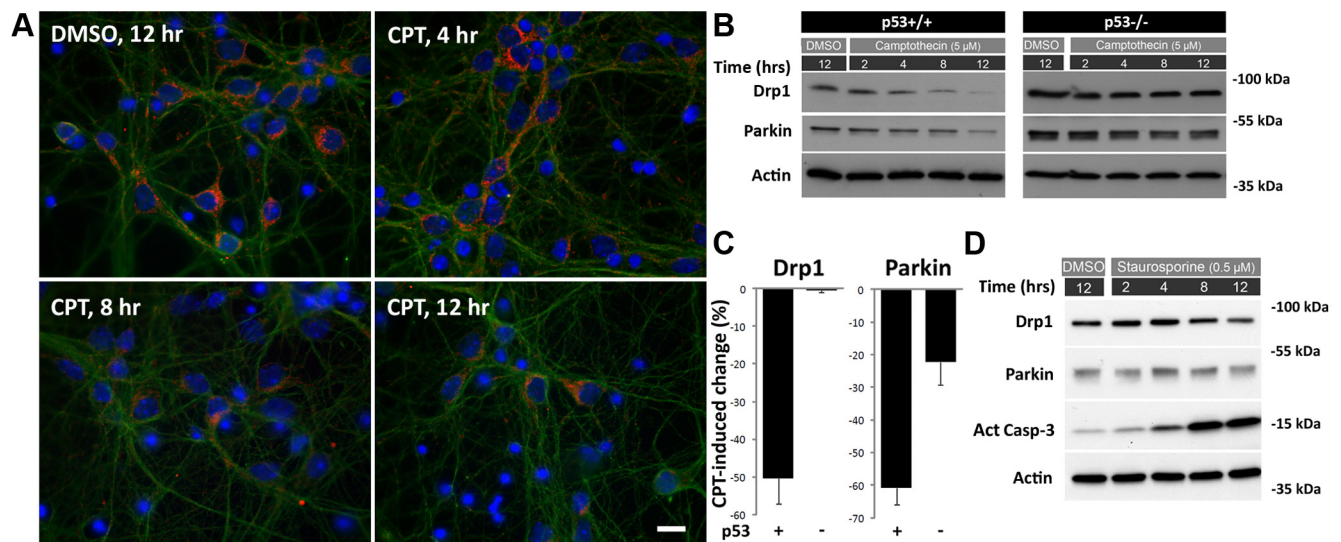 A
DMSO, 12 hr
CPT, 4 hr
CPT, 8 hr
CPT, 12 hr
B
p53+/+
p53-/-
DMSO
Camptothecin (5 µM)
DMSO
Camptothecin (5 µM)
Time (hrs)
12 2 4 8 12
12 2 4 8 12
Drp1
Parkin
Actin
-100 kDa
-55 kDa
-35 kDa
C
Drp1
Parkin
CPT-induced change (%)
0
-10
-20
-30
-40
-50
-60
0
-10
-20
-30
-40
-50
-60
-70
p53 + -
+ -
D
DMSO
Staurosporine (0.5 µM)
Time (hrs)
12 2 4 8 12
Drp1
Parkin
Act Casp-3
Actin
-100 kDa
-55 kDa
-15 kDa
-35 kDa